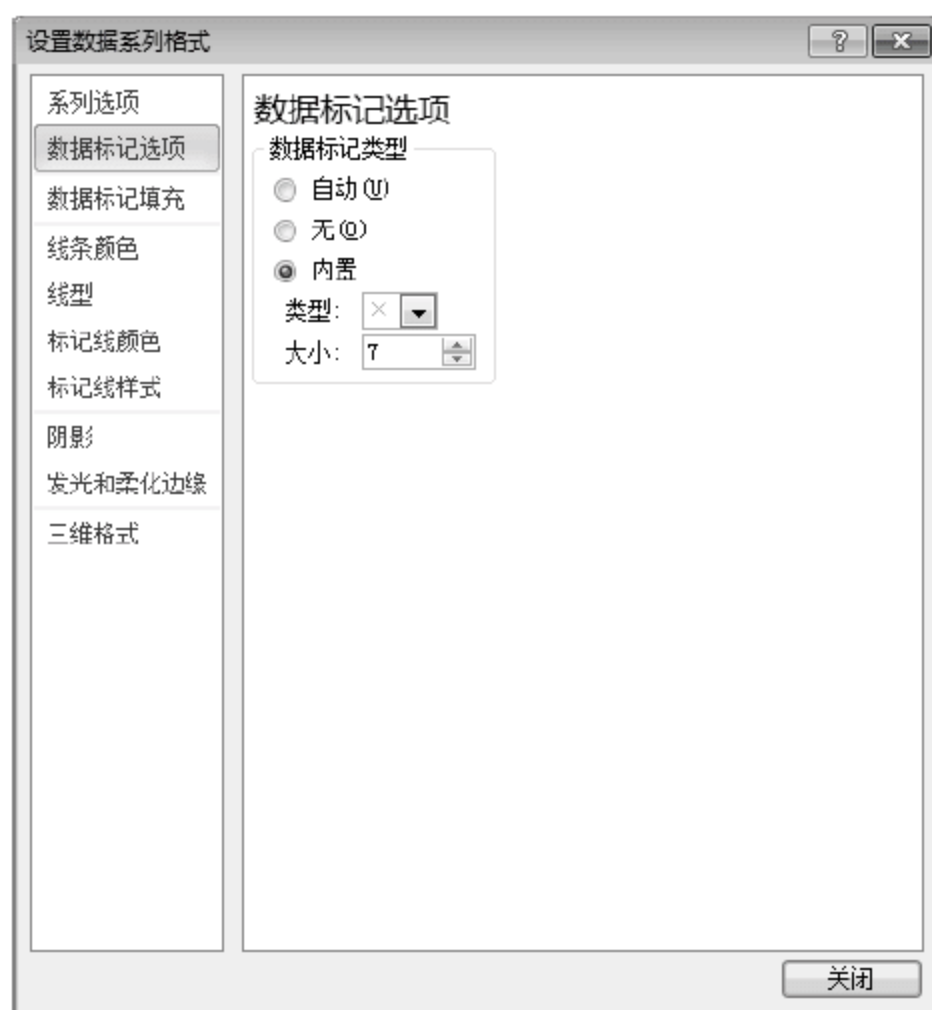 设置数据系列格式
系列选项
数据标记选项
数据标记填充
线条颜色
线型
标记线颜色
标记线样式
阴影
发光和柔化边缘
三维格式
数据标记选项
数据标记类型
自动(U)
无(O)
内置
类型:
大小: 7
关闭